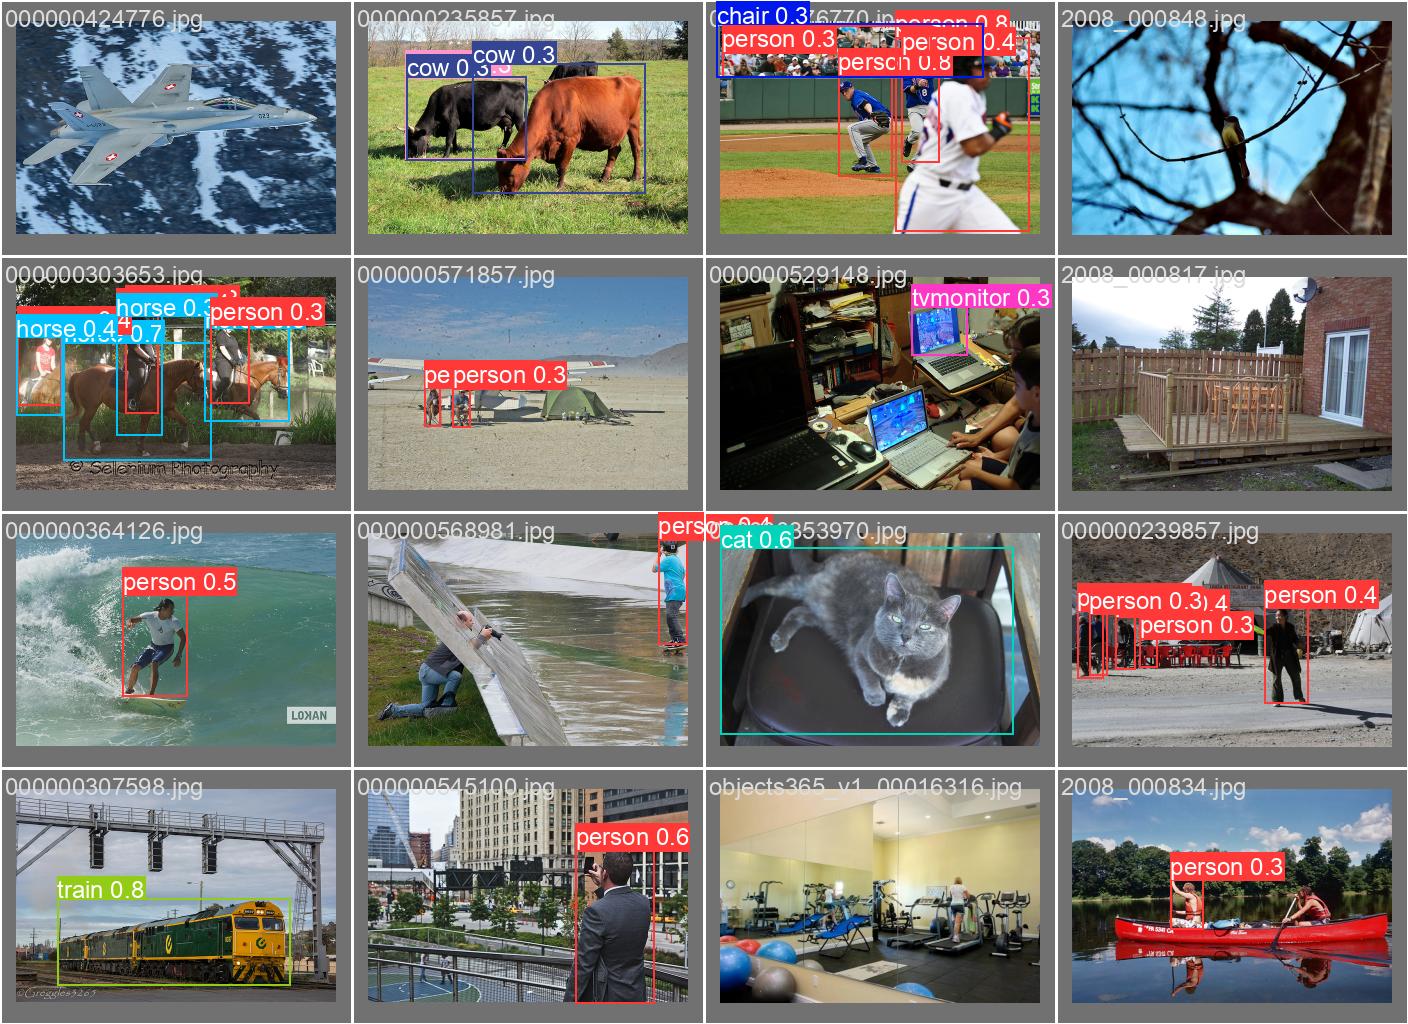 000000424776.jpg
000000235857.jpg
cow 0.3
cow 0.3
chair 0.3
76770.jpg
person 0.8
person 0.3
person 0.4
person 0.8
8
2008_000848.jpg
000000303653.jpg
horse 0.3
person 0.3
horse 0.4
horse 0.7
© Selenium Photography
000000571857.jpg
pe
person 0.3
000000529148.jpg
tvmonitor 0.3
2008_000817.jpg
000000364126.jpg
person 0.5
LOKAN
000000568981.jpg
person 0.4
353970.jpg
cat 0.6
000000239857.jpg
p
person 0.3
0.4
person 0.3
person 0.4
000000307598.jpg
train 0.8
©Greggles5265
000000545100.jpg
person 0.6
objects365_v1_00016316.jpg
2008_000834.jpg
person 0.3